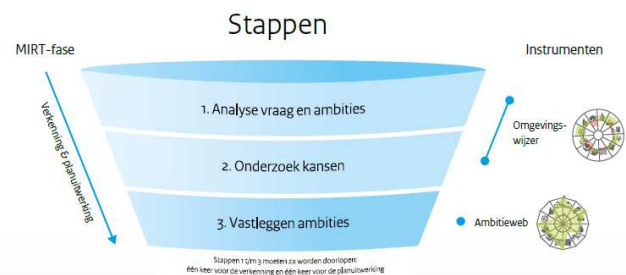 Stappen
MIRT-fase
Instrumenten
Verkenning & planuitwerking
1. Analyse vraag en ambities
2. Onderzoek kansen
3. Vastleggen ambities
Omgevings-
wijzer
Ambitieweb
Stappen 1 t/m 3 moeten 2x worden doorlopen:
één keer voor de verkenning en één keer voor de planuitwerking